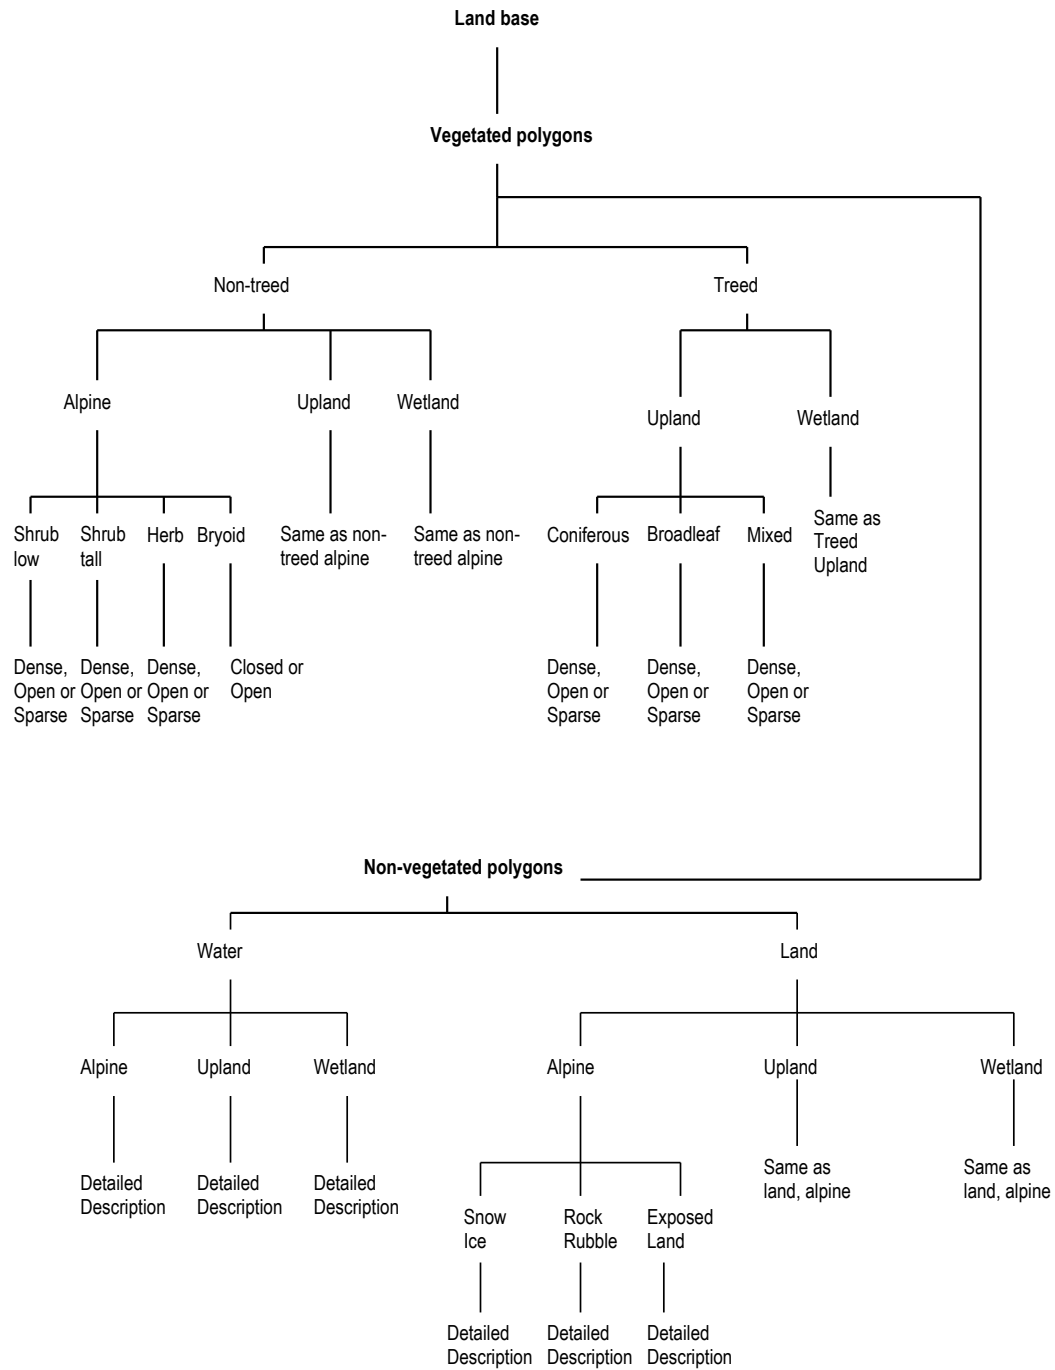 Land base
Vegetated polygons
Non-treed
Treed
Alpine
Upland
Wetland
Upland
Wetland
Shrub
low
Shrub
tall
Herb
Bryoid
Same as non-
treed alpine
Same as non-
treed alpine
Coniferous
Broadleaf
Mixed
Same as
Treed
Upland
Dense,
Open or
Sparse
Dense,
Open or
Sparse
Dense,
Open or
Sparse
Closed or
Open
Dense,
Open or
Sparse
Dense,
Open or
Sparse
Dense,
Open or
Sparse
Non-vegetated polygons
Water
Land
Alpine
Upland
Wetland
Alpine
Upland
Wetland
Detailed
Description
Detailed
Description
Detailed
Description
Same as
land, alpine
Same as
land, alpine
Snow
Ice
Rock
Rubble
Exposed
Land
Detailed
Description
Detailed
Description
Detailed
Description